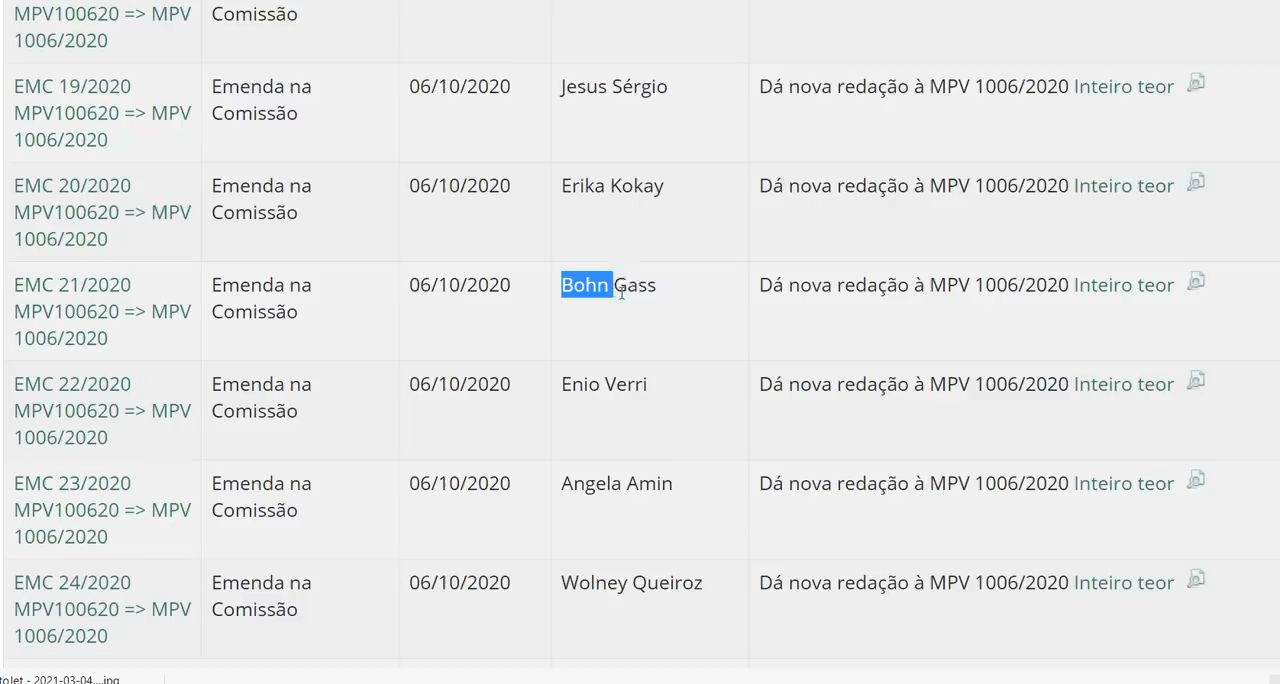 MPV100620 => MPV Comissão
1006/2020
EMC 19/2020 Emenda na 06/10/2020 Jesus Sérgio Dá nova redação à MPV 1006/2020 Inteiro teor
MPV100620 => MPV Comissão
1006/2020
EMC 20/2020 Emenda na 06/10/2020 Erika Kokay Dá nova redação à MPV 1006/2020 Inteiro teor
MPV100620 => MPV Comissão
1006/2020
EMC 21/2020 Emenda na 06/10/2020 Bohn Gass Dá nova redação à MPV 1006/2020 Inteiro teor
MPV100620 => MPV Comissão
1006/2020
EMC 22/2020 Emenda na 06/10/2020 Enio Verri Dá nova redação à MPV 1006/2020 Inteiro teor
MPV100620 => MPV Comissão
1006/2020
EMC 23/2020 Emenda na 06/10/2020 Angela Amin Dá nova redação à MPV 1006/2020 Inteiro teor
MPV100620 => MPV Comissão
1006/2020
EMC 24/2020 Emenda na 06/10/2020 Wolney Queiroz Dá nova redação à MPV 1006/2020 Inteiro teor
MPV100620 => MPV Comissão
1006/2020
- 2021-03-04....jpg